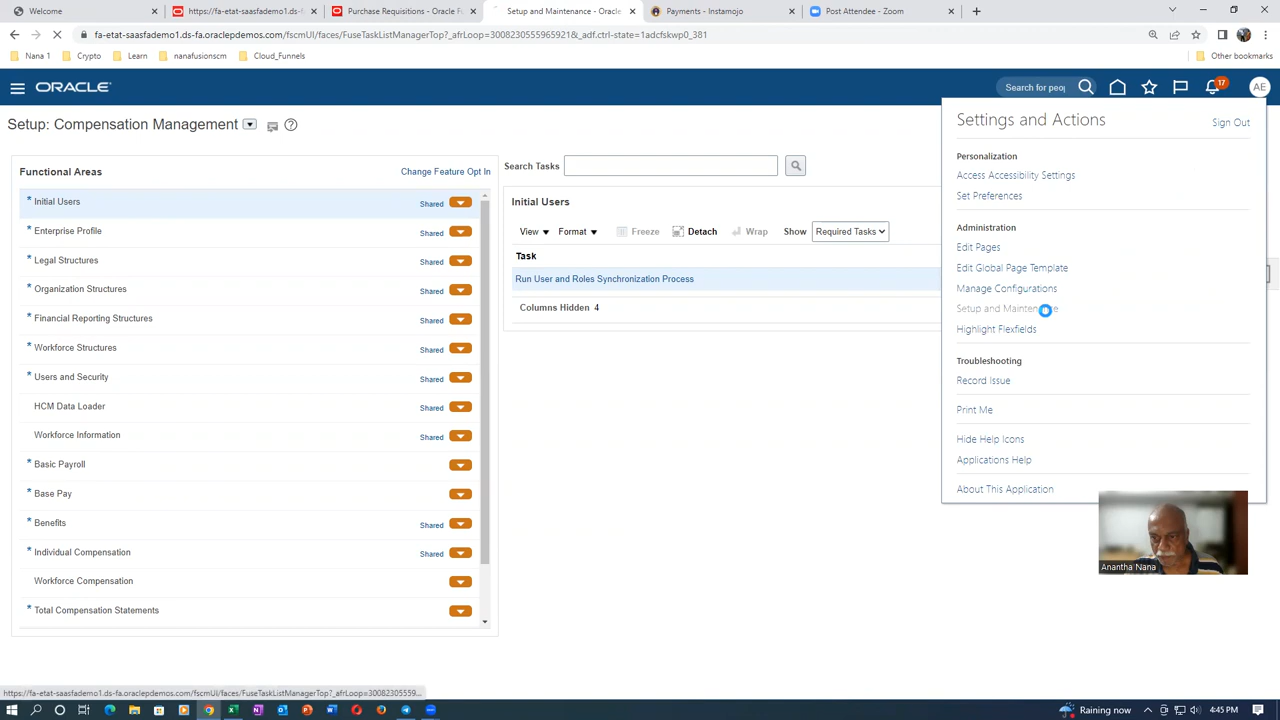 Welcome
https://fa-etat-saasfademo1.ds-f
Purchase Requisitions - Oracle Fu
Setup and Maintenance - Oracle
Payments - Instamojo
Post Attendee - Zoom
fa-etat-saasfademo1.ds-fa.oraclepdemos.com/fscmUI/faces/FuseTaskListManagerTop?_afrLoop=3008230555965921&_adf.ctrl-state=1adcfskwp0_381
Nana 1
Crypto
Learn
nanafusionscm
Cloud_Funnels
Other bookmarks
ORACLE
Search for peop
17
AE
Setup: Compensation Management
Settings and Actions
Sign Out
Functional Areas
Change Feature Opt In
* Initial Users Shared
* Enterprise Profile Shared
* Legal Structures Shared
* Organization Structures Shared
* Financial Reporting Structures Shared
* Workforce Structures Shared
* Users and Security Shared
HCM Data Loader Shared
Workforce Information Shared
* Basic Payroll
* Base Pay
* Benefits Shared
* Individual Compensation Shared
Workforce Compensation
* Total Compensation Statements
Search Tasks
Initial Users
View Format Freeze Detach Wrap Show Required Tasks
Task
Run User and Roles Synchronization Process
Columns Hidden 4
Personalization
Access Accessibility Settings
Set Preferences
Administration
Edit Pages
Edit Global Page Template
Manage Configurations
Setup and Maintenance
Highlight Flexfields
Troubleshooting
Record Issue
Print Me
Hide Help Icons
Applications Help
About This Application
Anantha Nana
https://fa-etat-saasfademo1.ds-fa.oraclepdemos.com/fscmUI/faces/FuseTaskListManagerTop?_afrLoop=30082305559...
Raining now
4:45 PM